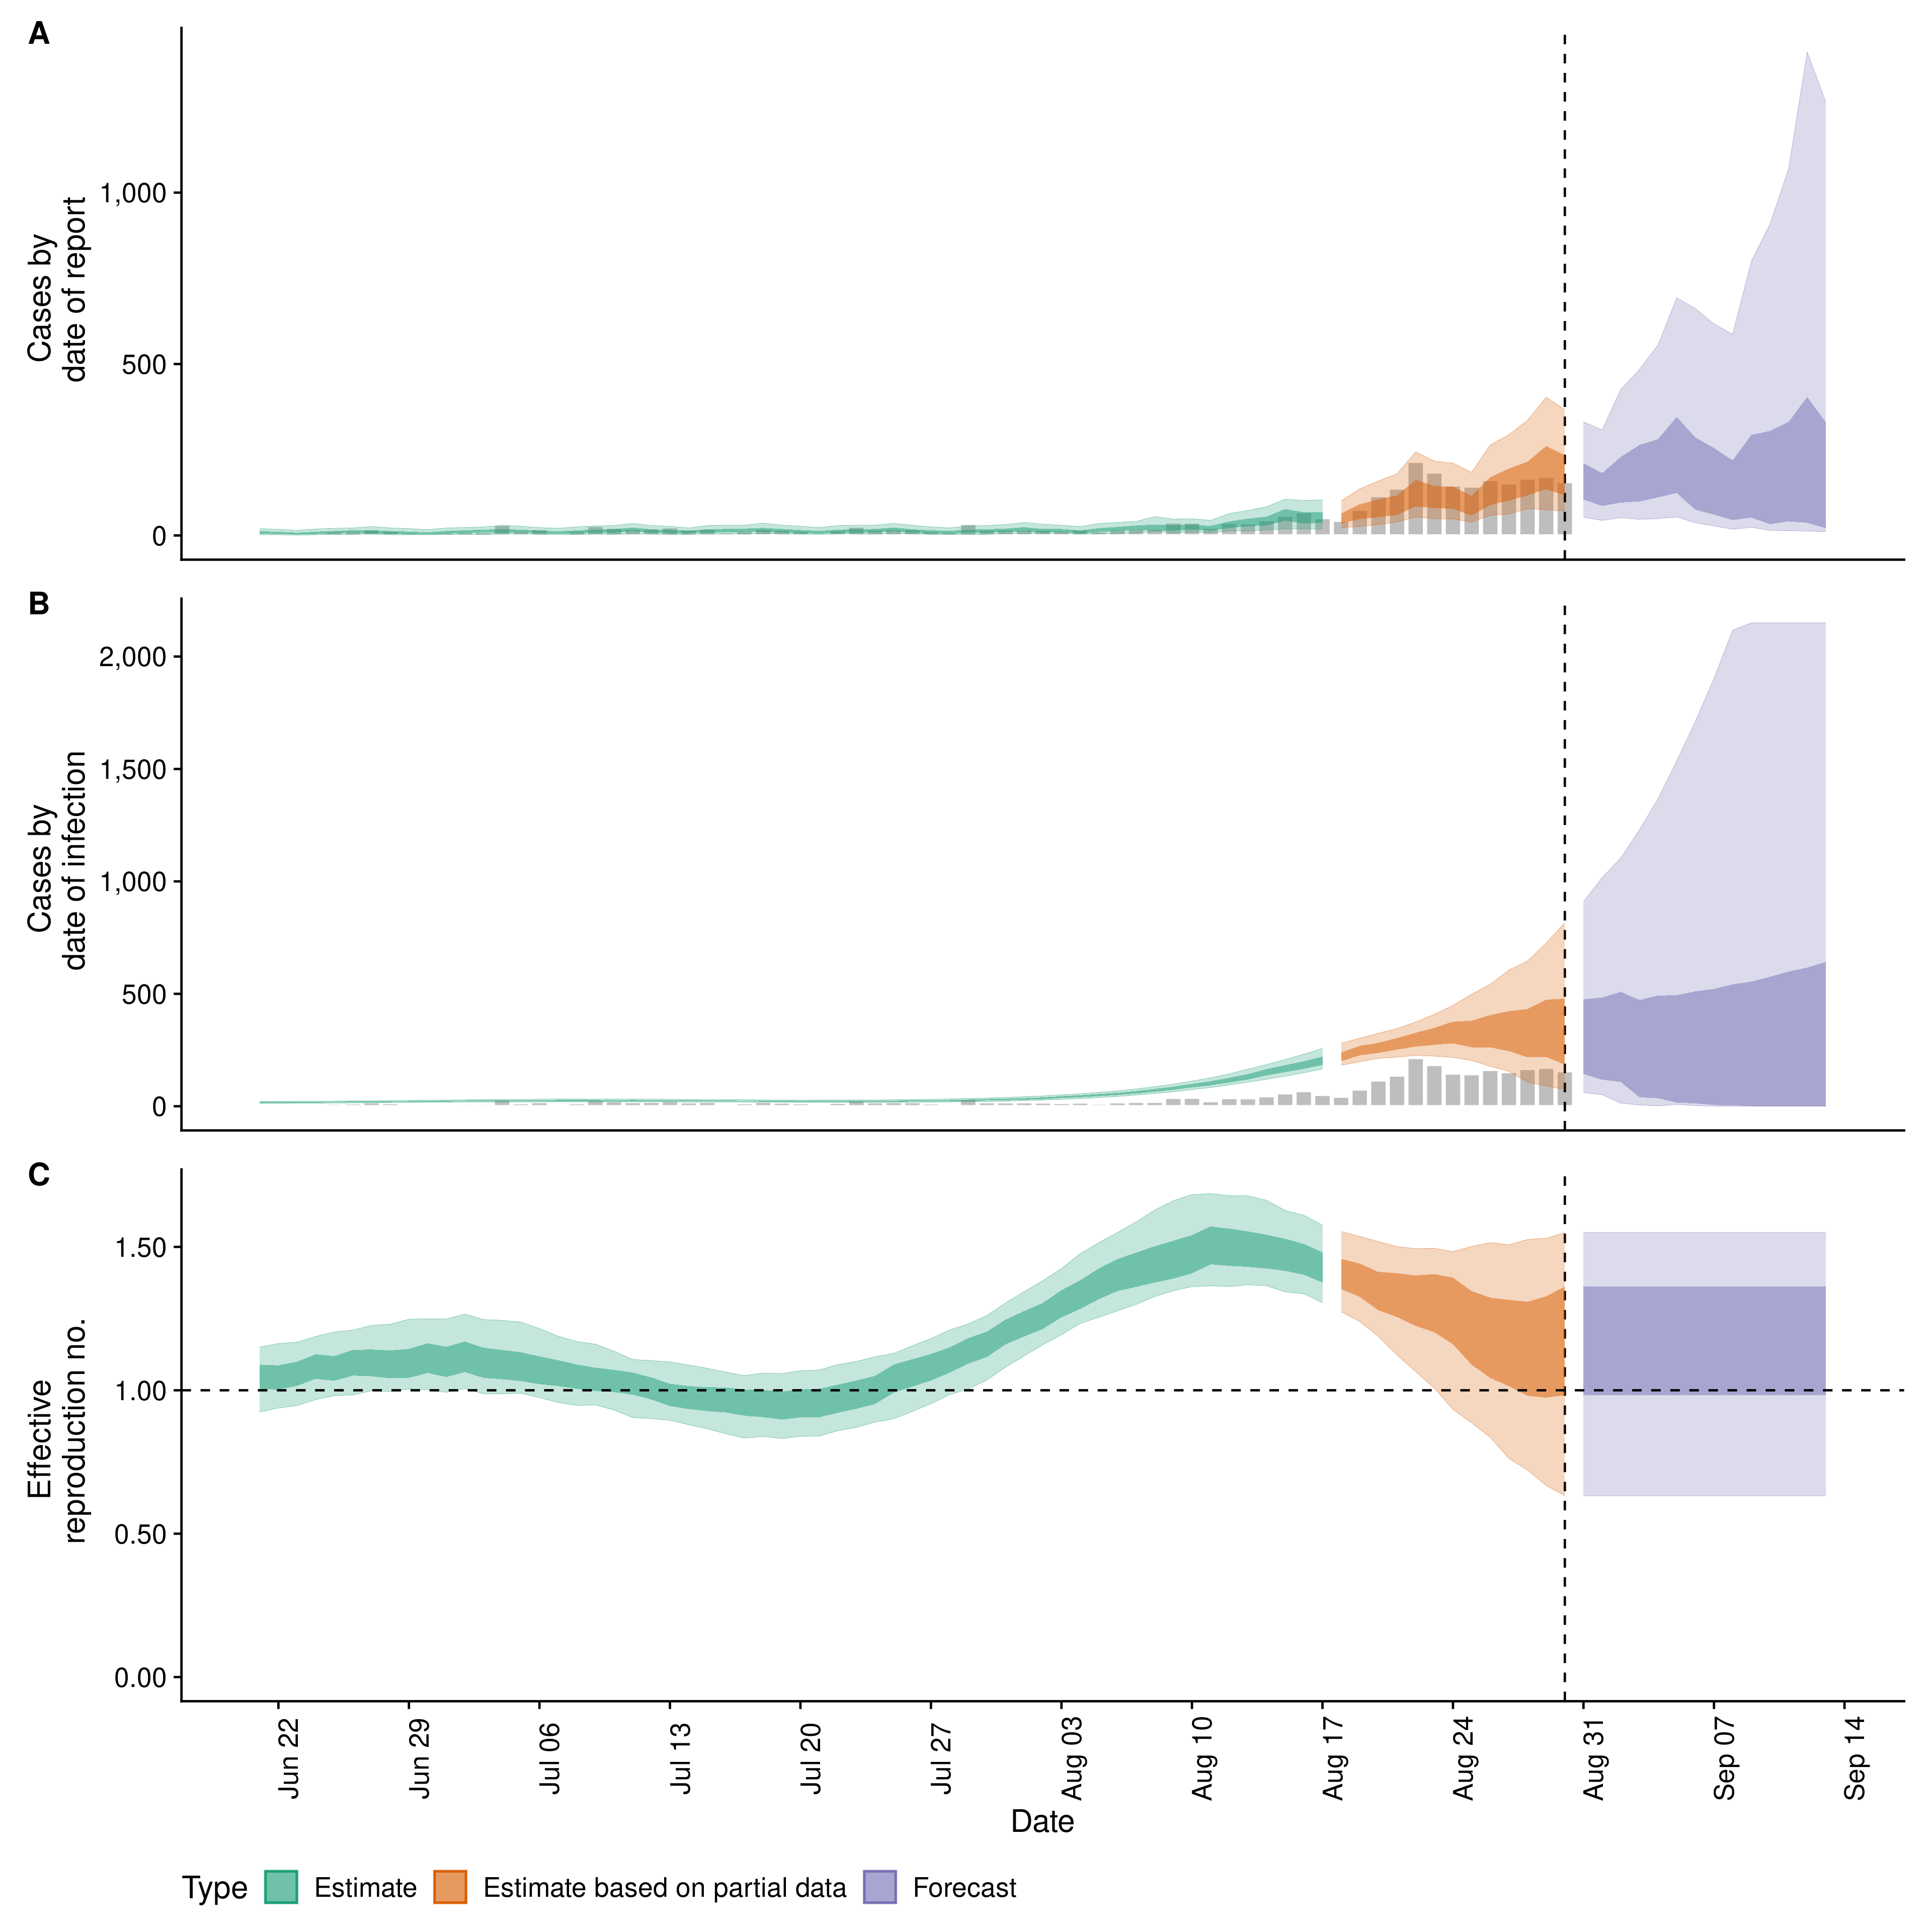 A
Cases by
date of report
1,000
500
0
B
Cases by
date of infection
2,000
1,500
1,000
500
0
C
Effective
reproduction no.
1.50
1.00
0.50
0.00
Jun 22
Jun 29
Jul 06
Jul 13
Jul 20
Jul 27
Aug 03
Aug 10
Aug 17
Aug 24
Aug 31
Sep 07
Sep 14
Date
Type Estimate Estimate based on partial data Forecast